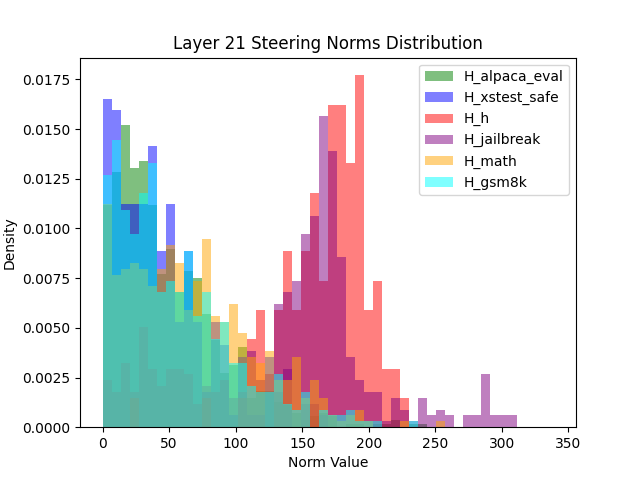 Layer 21 Steering Norms Distribution
H_alpaca_eval
H_xstest_safe
H_h
H_jailbreak
H_math
H_gsm8k
Density
0.0175
0.0150
0.0125
0.0100
0.0075
0.0050
0.0025
0.0000
0 50 100 150 200 250 300 350
Norm Value